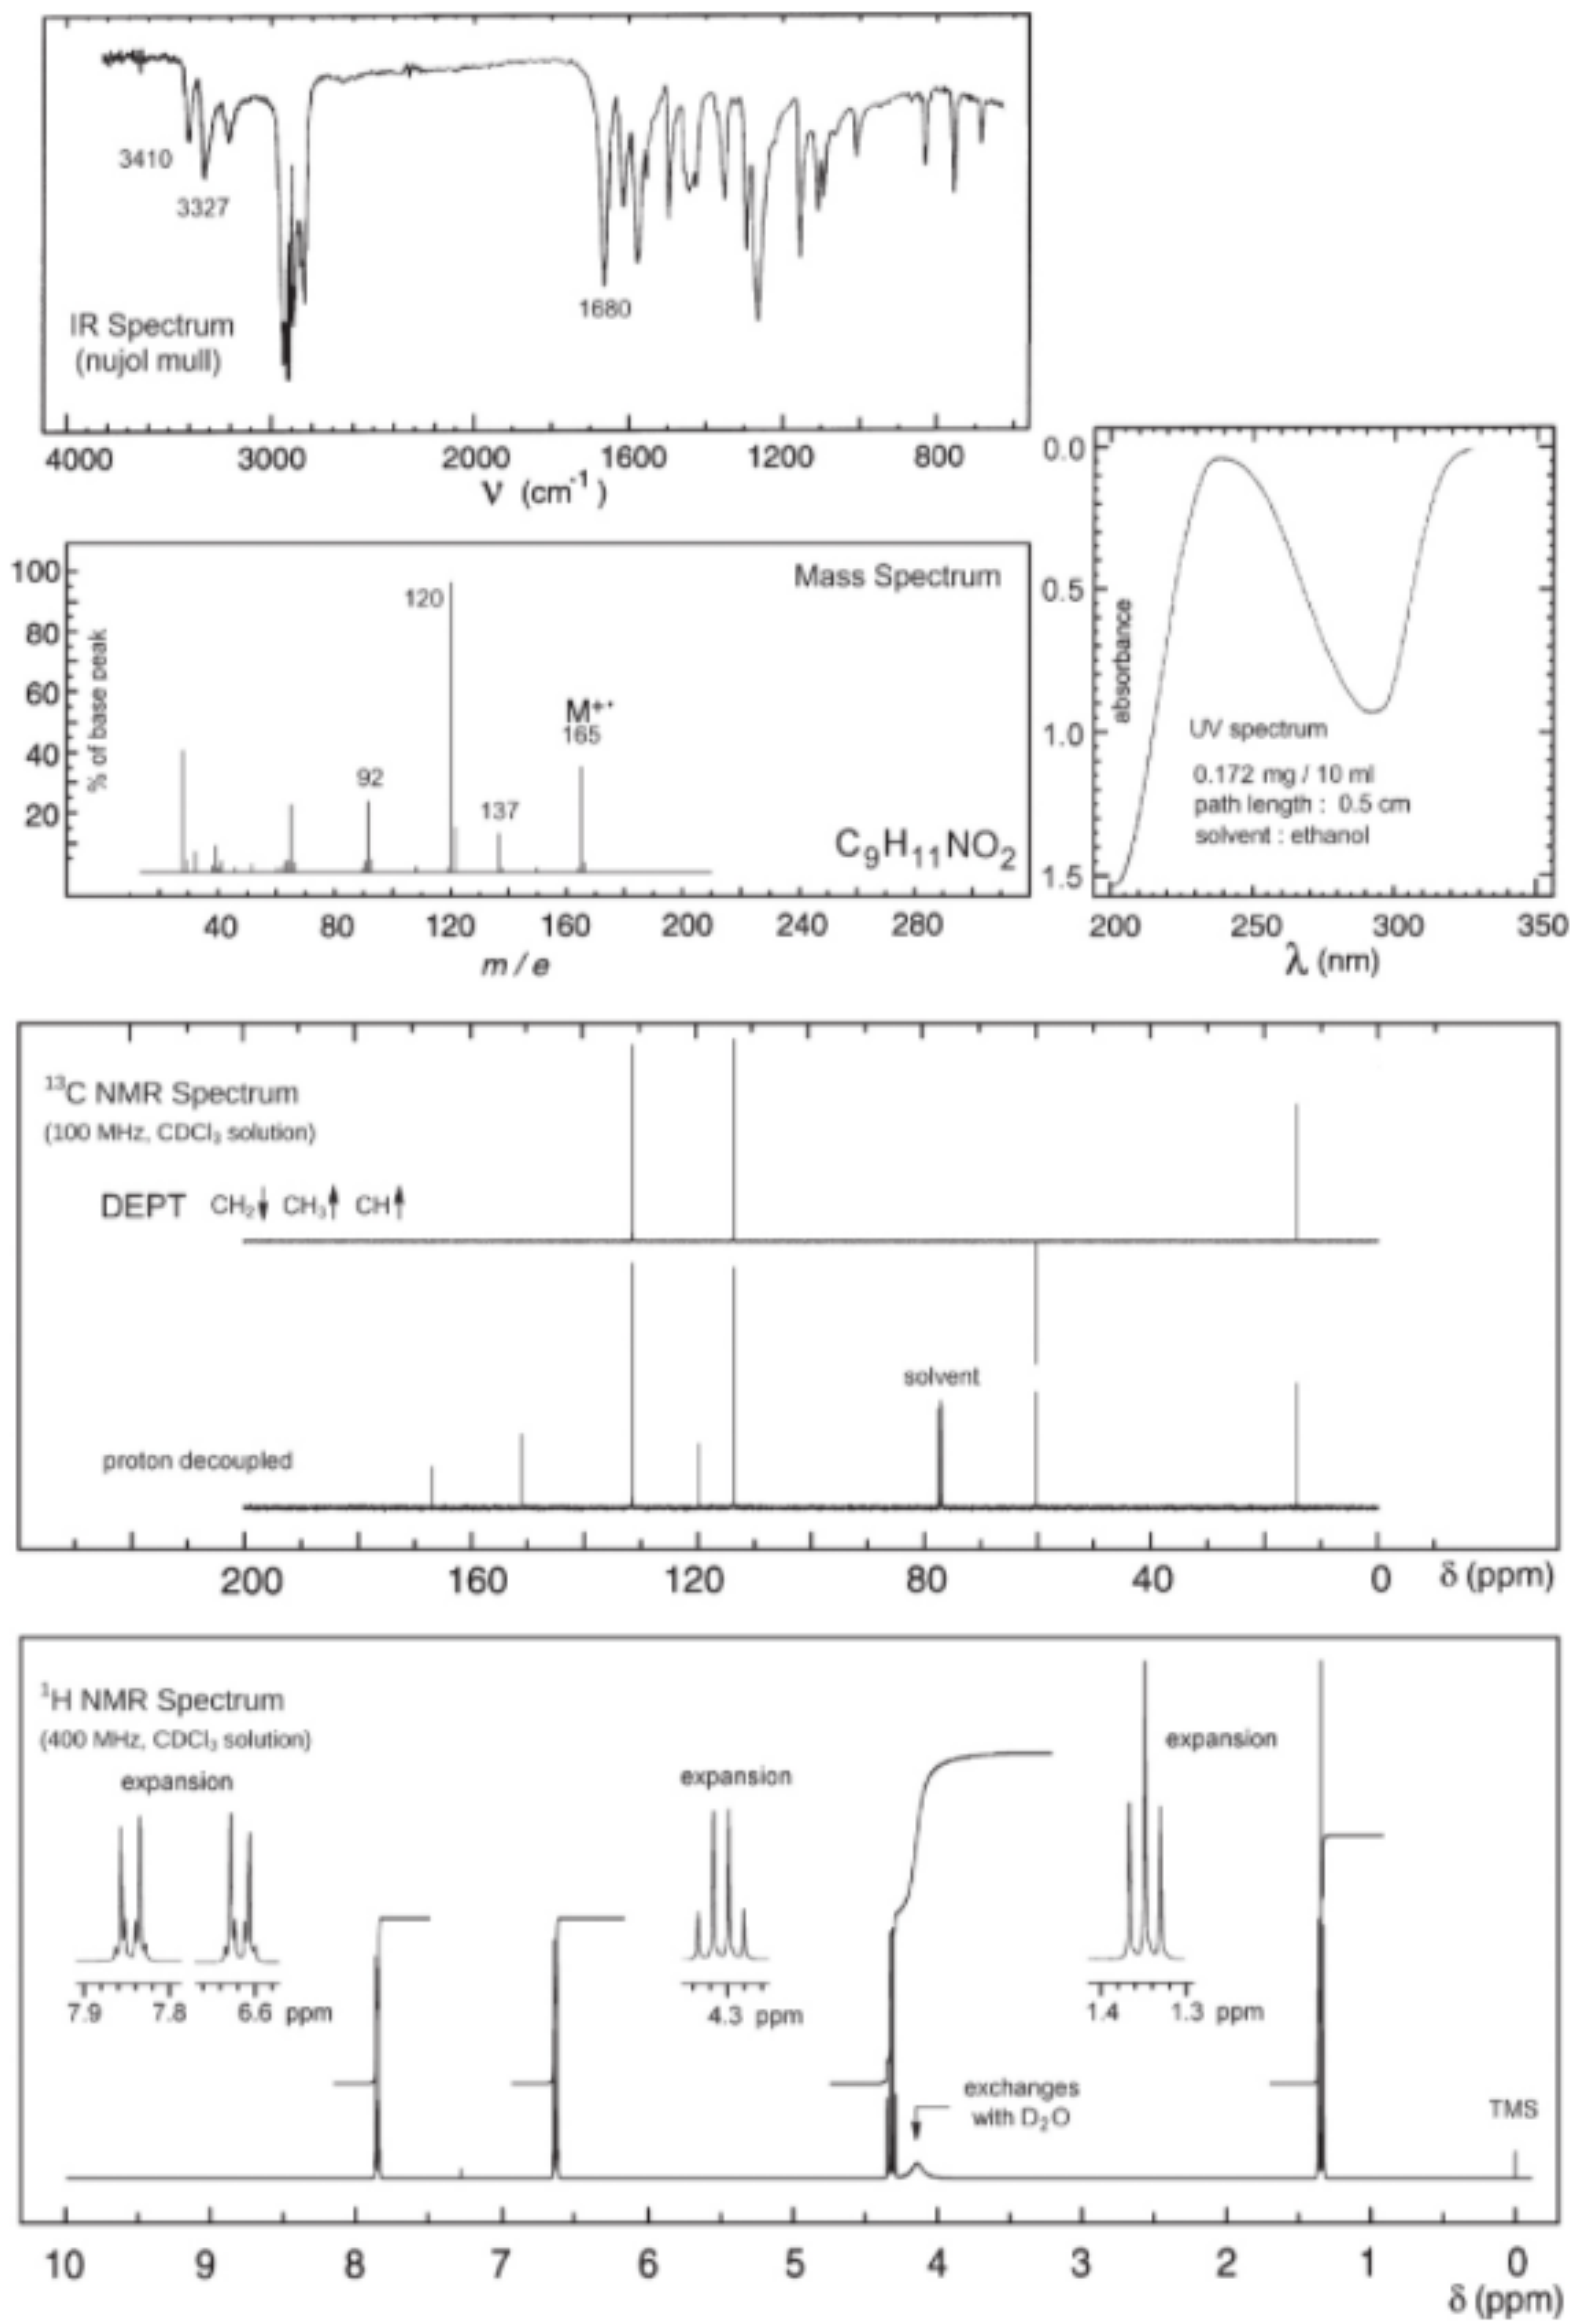 3410
3327
1680
IR Spectrum
(nujol mull)
4000 3000 2000 1600 1200 800
ν (cm-1)
100
80
60
40
20
% of base peak
Mass Spectrum
120
M+·
165
92
137
C9H11NO2
40 80 120 160 200 240 280
m / e
0.0
0.5
1.0
1.5
absorbance
UV spectrum
0.172 mg / 10 ml
path length : 0.5 cm
solvent : ethanol
200 250 300 350
λ (nm)
13C NMR Spectrum
(100 MHz, CDCl3 solution)
DEPT CH2↓ CH3↑ CH↑
solvent
proton decoupled
200 160 120 80 40 0 δ (ppm)
1H NMR Spectrum
(400 MHz, CDCl3 solution)
expansion
7.9 7.8 6.6 ppm
expansion
4.3 ppm
expansion
1.4 1.3 ppm
exchanges
with D2O
TMS
10 9 8 7 6 5 4 3 2 1 0
δ (ppm)